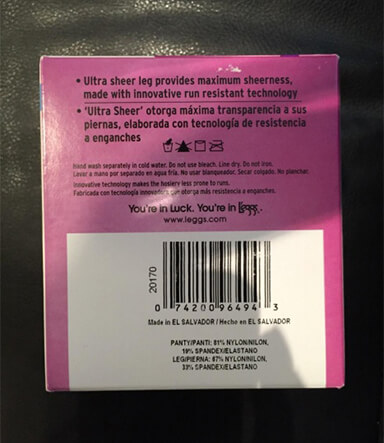 • Ultra sheer leg provides maximum sheerness,
made with innovative run resistant technology
• 'Ultra Sheer' otorga máxima transparencia a sus
piernas, elaborada con tecnología de resistencia
a enganches
Hand wash separately in cold water. Do not use bleach. Line dry. Do not iron.
Lavar a mano por separado en agua fría. No usar blanqueador. Secar colgado. No planchar.
Innovative technology makes the hosiery less prone to runs.
Fabricada con tecnología innovadora que otorga más resistencia a enganches.
You're in Luck. You're in L'eggs.
www.leggs.com
20170
0 74200 96494 3
Made in EL SALVADOR / Hecho en EL SALVADOR
PANTY/PANTI: 81% NYLON/NILON,
19% SPANDEX/ELASTANO
LEG/PIERNA: 67% NYLON/NILON,
33% SPANDEX/ELASTANO